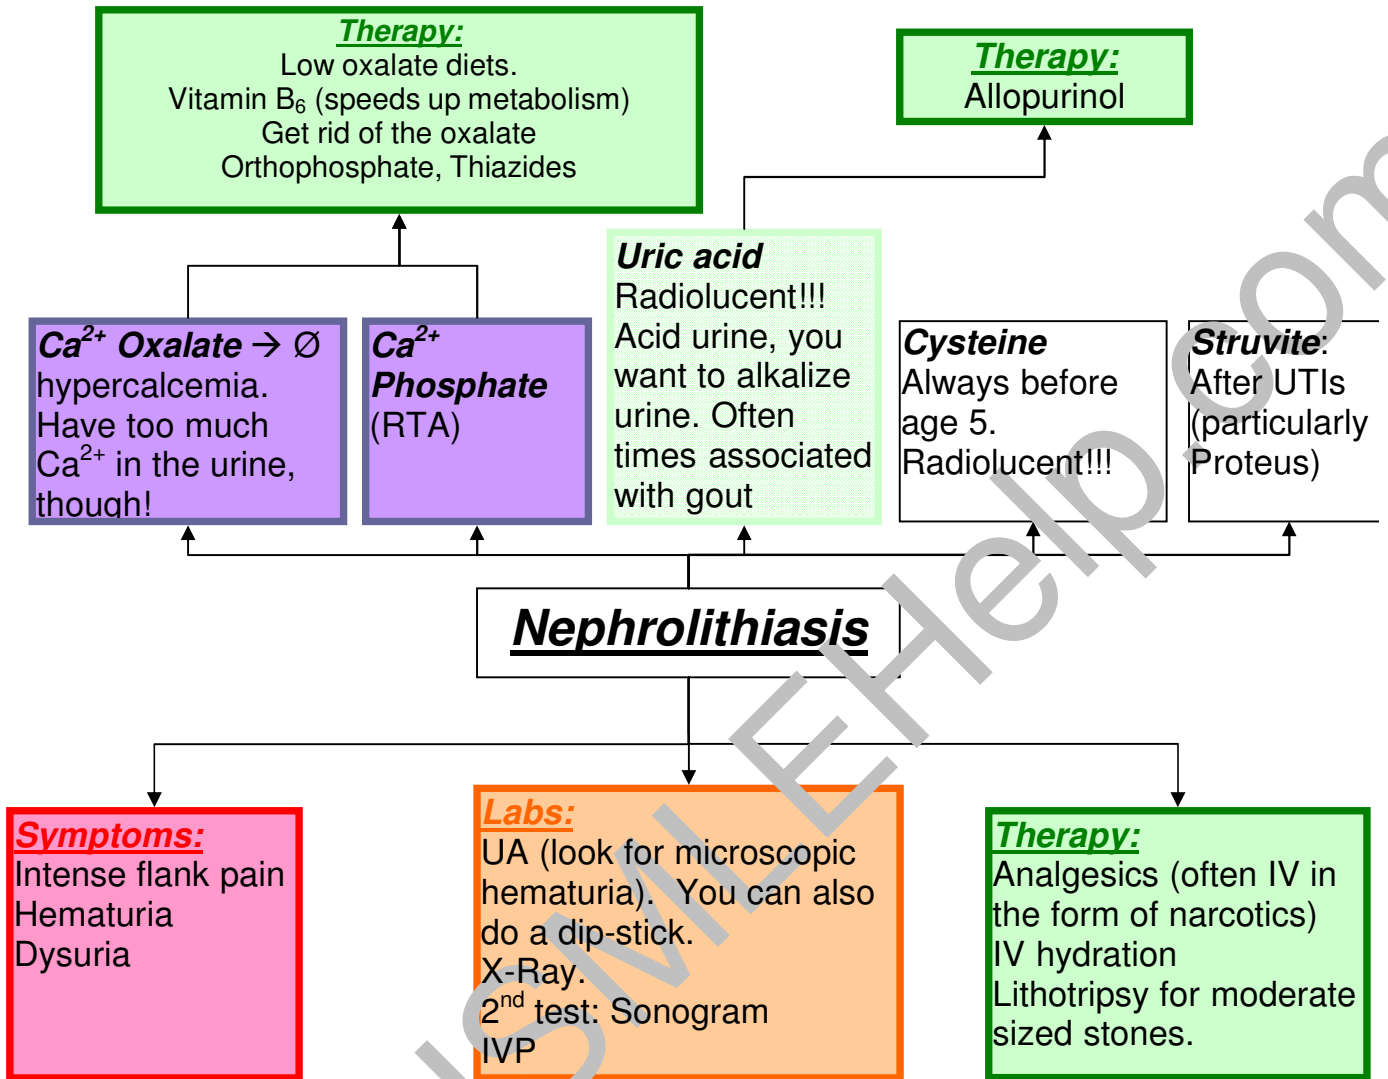 Therapy:
Low oxalate diets.
Vitamin B6 (speeds up metabolism)
Get rid of the oxalate
Orthophosphate, Thiazides
Therapy:
Allopurinol
Ca2+ Oxalate → Ø
hypercalcemia.
Have too much
Ca2+ in the urine,
though!
Ca2+
Phosphate
(RTA)
Uric acid
Radiolucent!!!
Acid urine, you
want to alkalize
urine. Often
times associated
with gout
Cysteine
Always before
age 5.
Radiolucent!!!
Struvite:
After UTIs
(particularly
Proteus)
Nephrolithiasis
Symptoms:
Intense flank pain
Hematuria
Dysuria
Labs:
UA (look for microscopic
hematuria).  You can also
do a dip-stick.
X-Ray.
2nd test: Sonogram
IVP
Therapy:
Analgesics (often IV in
the form of narcotics)
IV hydration
Lithotripsy for moderate
sized stones.
USMLEHelp.com